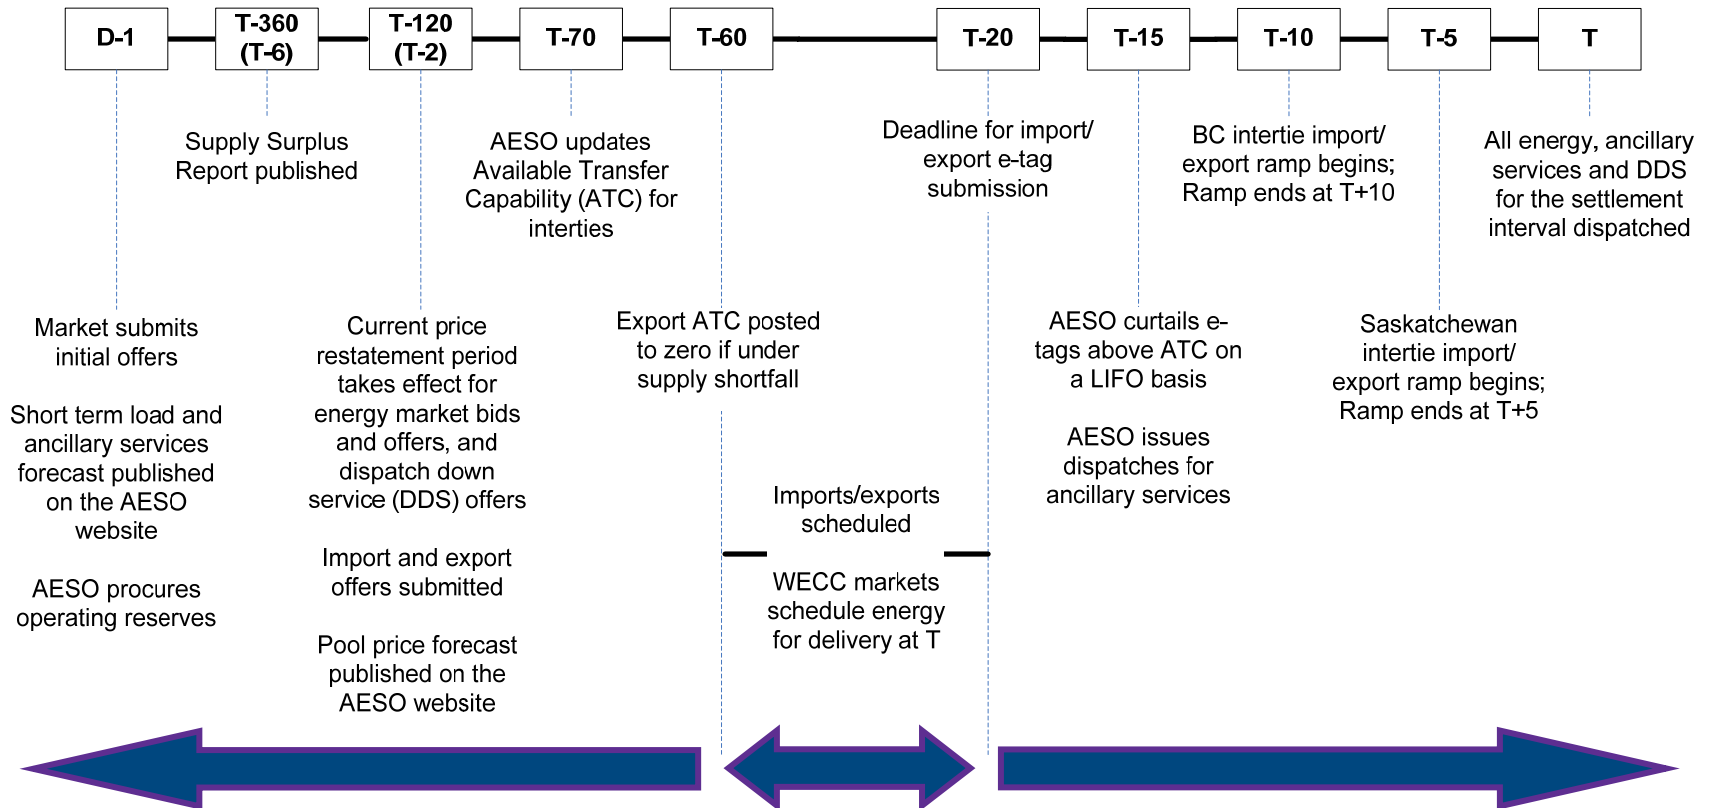 D-1
T-360
(T-6)
T-120
(T-2)
T-70
T-60
T-20
T-15
T-10
T-5
T
Supply Surplus
Report published
AESO updates
Available Transfer
Capability (ATC) for
interties
Deadline for import/
export e-tag
submission
BC intertie import/
export ramp begins;
Ramp ends at T+10
All energy, ancillary
services and DDS
for the settlement
interval dispatched
Market submits
initial offers
Short term load and
ancillary services
forecast published
on the AESO
website
AESO procures
operating reserves
Current price
restatement period
takes effect for
energy market bids
and offers, and
dispatch down
service (DDS) offers
Import and export
offers submitted
Pool price forecast
published on the
AESO website
Export ATC posted
to zero if under
supply shortfall
Imports/exports
scheduled
WECC markets
schedule energy
for delivery at T
AESO curtails e-
tags above ATC on
a LIFO basis
AESO issues
dispatches for
ancillary services
Saskatchewan
intertie import/
export ramp begins;
Ramp ends at T+5